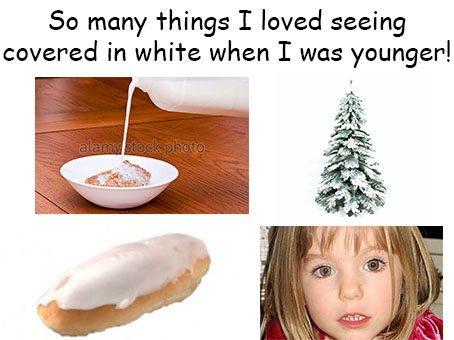 So many things I loved seeing
covered in white when I was younger!
alamy stock photo